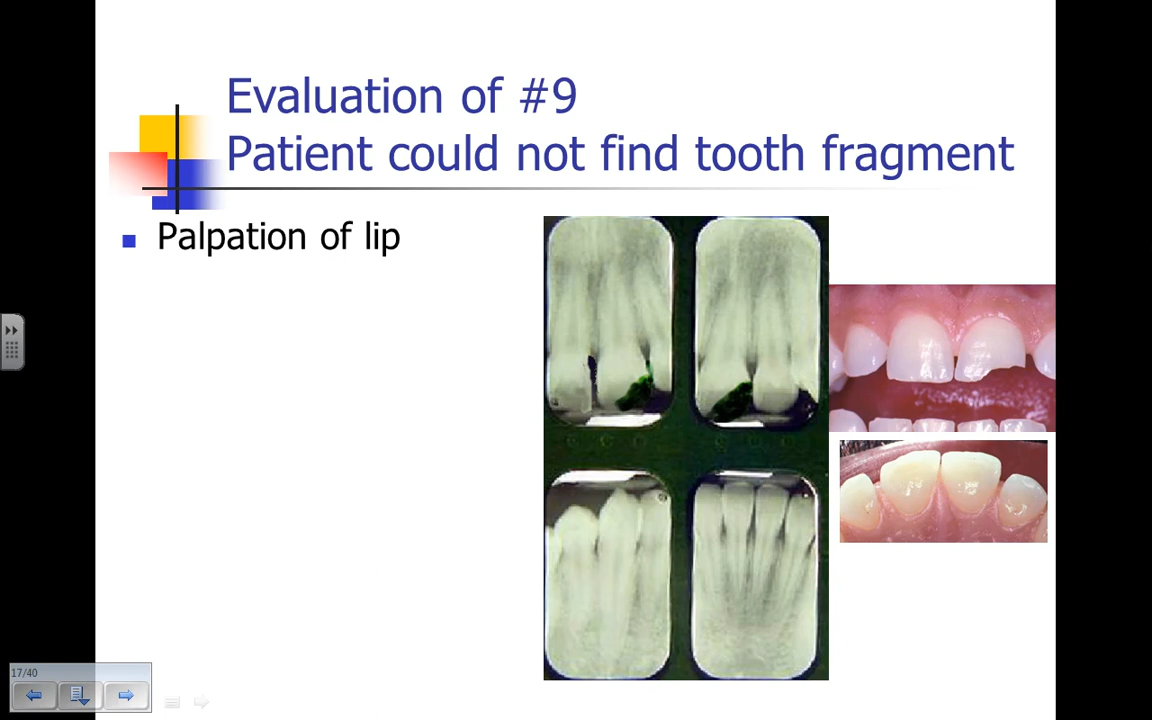 Evaluation of #9
Patient could not find tooth fragment
Palpation of lip
17/40